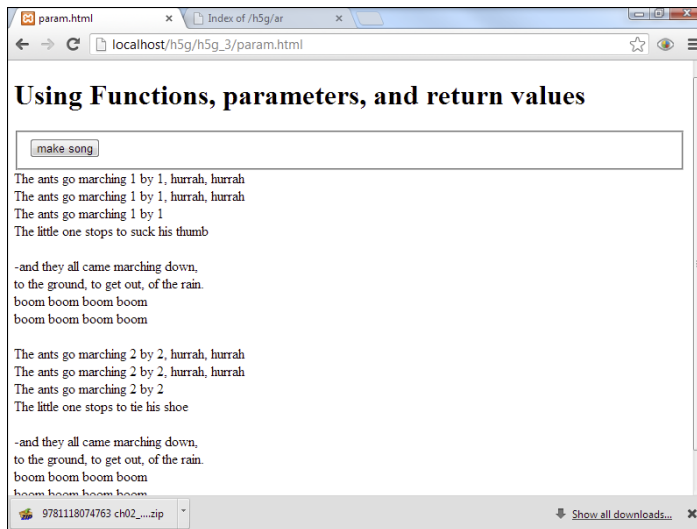 param.html
Index of /h5g/ar
localhost/h5g/h5g_3/param.html
Using Functions, parameters, and return values
make song
The ants go marching 1 by 1, hurrah, hurrah
The ants go marching 1 by 1, hurrah, hurrah
The ants go marching 1 by 1
The little one stops to suck his thumb
-and they all came marching down,
to the ground, to get out, of the rain.
boom boom boom boom
boom boom boom boom
The ants go marching 2 by 2, hurrah, hurrah
The ants go marching 2 by 2, hurrah, hurrah
The ants go marching 2 by 2
The little one stops to tie his shoe
-and they all came marching down,
to the ground, to get out, of the rain.
boom boom boom boom
boom boom boom boom
9781118074763 ch02_....zip
Show all downloads...